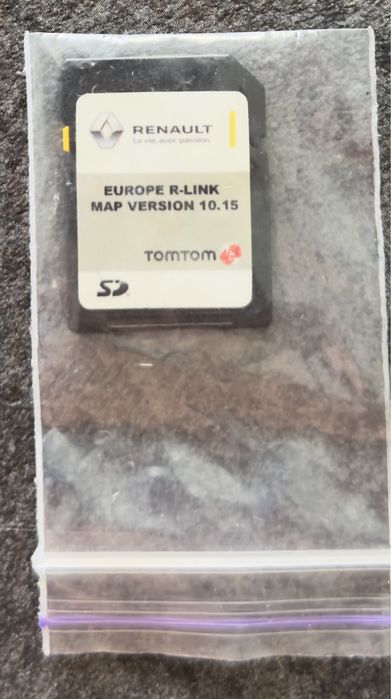 RENAULT
La vie, avec passion
EUROPE R-LINK
MAP VERSION 10.15
TOMTOM
SD